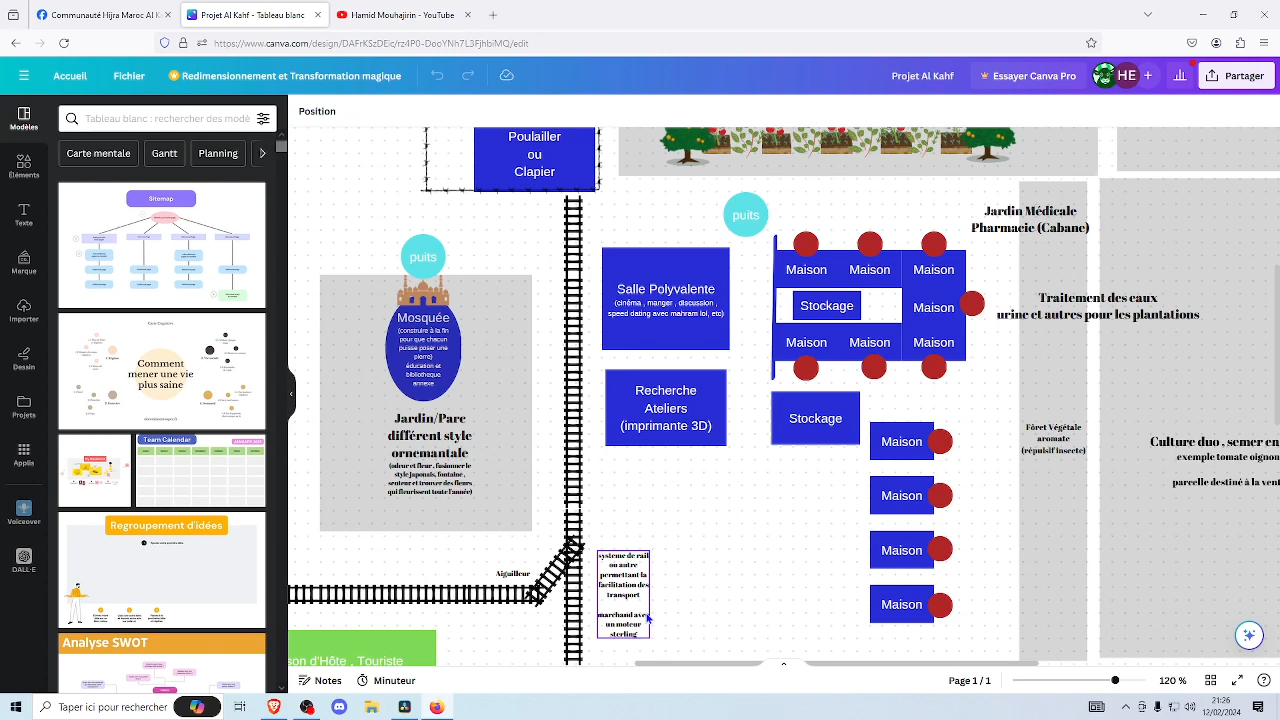 Communauté Hijra Maroc Al K
Projet Al Kahf - Tableau blanc
Hamid Mouhajirin - YouTube
https://www.canva.com/design/DAFrKSzDEIc/rz4P0-DooYNh7L3FjhbiMQ/edit
Accueil
Fichier
Redimensionnement et Transformation magique
Projet Al Kahf
Essayer Canva Pro
HE
Partager
Position
Modèles
Éléments
Texte
Marque
Importer
Dessin
Projets
Applis
Voiceover
DALL·E
Tableau blanc : rechercher des modè
Carte mentale
Gantt
Planning
Sitemap
Comment
mener une vie
plus saine
Team Calendar
Regroupement d'idées
Analyse SWOT
Poulailler
ou
Clapier
puits
puits
Mosquée
(construire à la fin
pour que chacun
puisse poser une
pierre)
éducation et
bibliothèque
annexe
Jardin/Parc
différent style
ornemantale
(odeur et fleur , fusionner le
style japonais, fontaine ,
senteur et trouver des fleurs
qui fleurissent toute l'année)
Salle Polyvalente
(cinéma , manger , discussion ,
speed dating avec mahram lol, etc)
Recherche
Ateliers
(imprimante 3D)
Maison
Maison
Maison
Stockage
Maison
Maison
Maison
Maison
Stockage
Maison
Maison
Maison
Maison
Jardin Médicale
Pharmacie (Cabane)
Traitement des eaux
urine et autres pour les plantations
Fôret Végétale
aromate
(répulsif insecte)
Culture duo , semer en
exemple tomate oignon
parcelle destiné à la vent
Aiguilleur
systeme de rail
ou autre
permettant la
facilitation des
transport
marchand avec
un moteur
sterling
son d'Hôte , Touriste
Notes
Minuteur
Page 1 / 1
120 %
Taper ici pour rechercher
21:26
12/02/2024